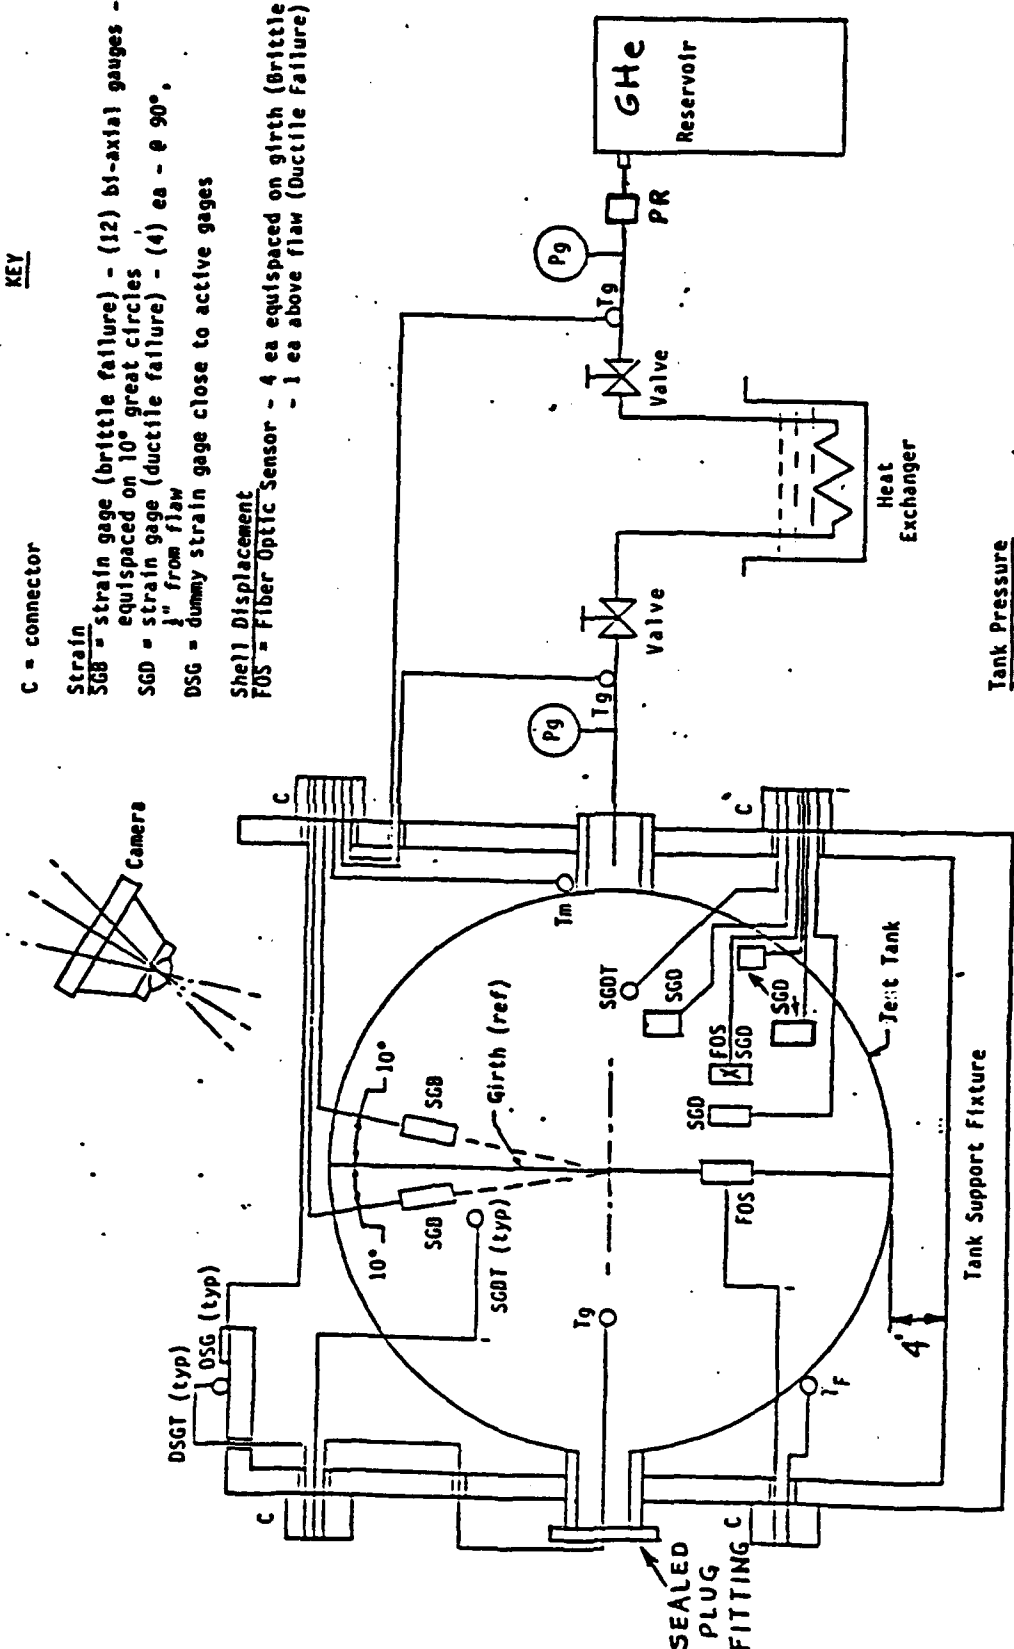 KEY
C = connector
Strain
SGB = strain gage (brittle failure) - (12) bi-axial gauges -
equispaced on 10° great circles
SGD = strain gage (ductile failure) - (4) ea - @ 90°,
½" from flaw
DSG = dummy strain gage close to active gages
Shell Displacement
FOS = Fiber Optic Sensor - 4 ea equispaced on girth (Brittle
- 1 ea above flaw (Ductile Failure)
Camera
GHe
Reservoir
PR
Pg
Tg
Valve
Heat
Exchanger
Valve
Tg
Pg
Tank Pressure
C
C
Tm
SGDT
SGD
SGD
FOS
X
SGD
SGD
Test Tank
10°
10°
SGB
SGB
Girth (ref)
SGDT (typ)
FOS
Tg
TF
4'
Tank Support Fixture
DSGT (typ)
DSG (typ)
C
C
SEALED
PLUG
FITTING